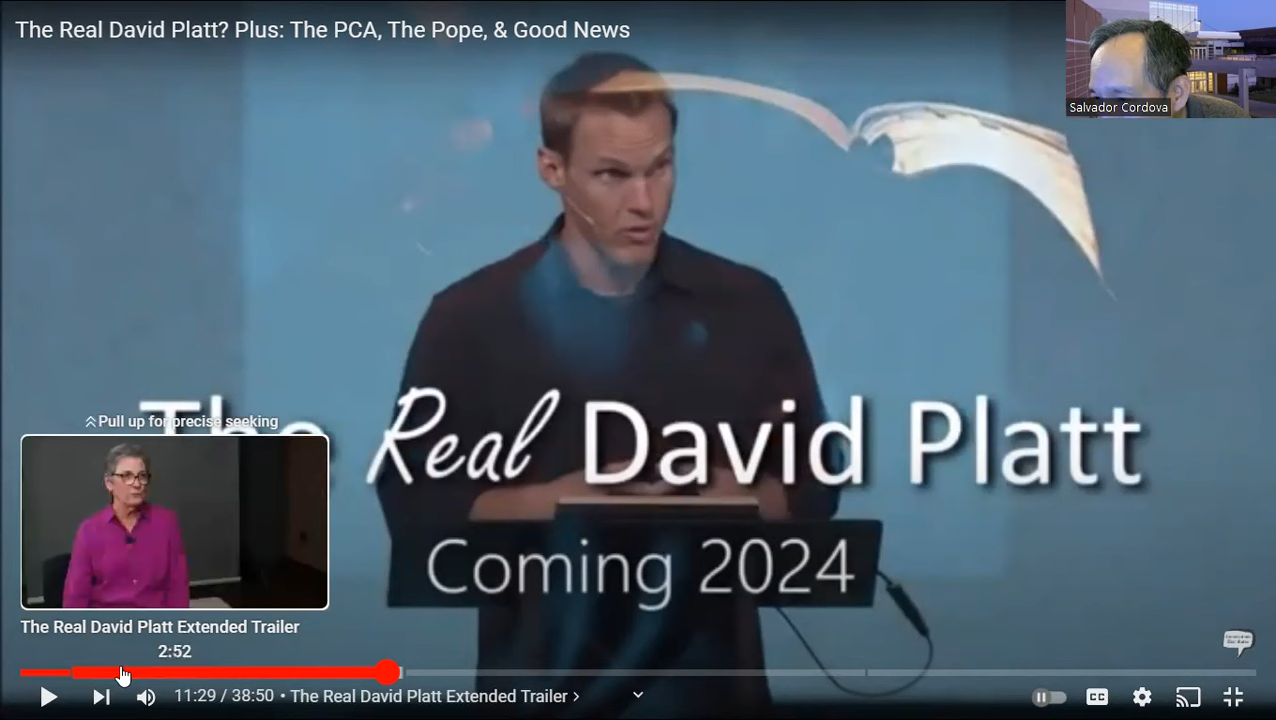 The Real David Platt? Plus: The PCA, The Pope, & Good News
Salvador Cordova
The Real David Platt
Coming 2024
Pull up for precise seeking
The Real David Platt Extended Trailer
2:52
11:29 / 38:50 • The Real David Platt Extended Trailer
CC